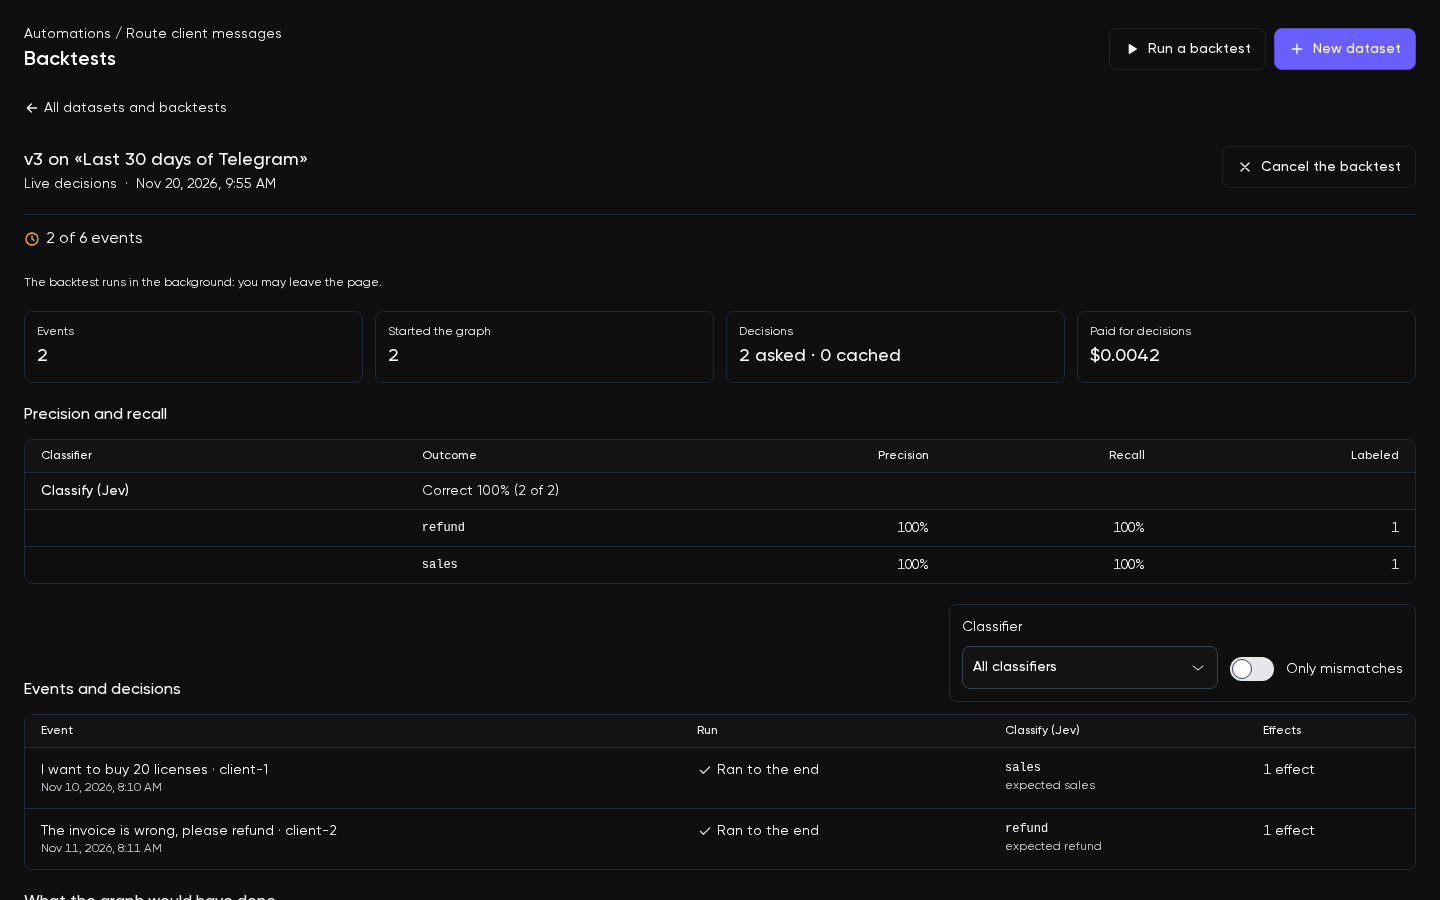 Automations / Route client messages
Backtests
Run a backtest
New dataset
All datasets and backtests
v3 on «Last 30 days of Telegram»
Live decisions · Nov 20, 2026, 9:55 AM
Cancel the backtest
2 of 6 events
The backtest runs in the background: you may leave the page.
Events
2
Started the graph
2
Decisions
2 asked · 0 cached
Paid for decisions
$0.0042
Precision and recall
Classifier Outcome Precision Recall Labeled
Classify (Jev) Correct 100% (2 of 2)
refund 100% 100% 1
sales 100% 100% 1
Classifier
All classifiers
Only mismatches
Events and decisions
Event Run Classify (Jev) Effects
I want to buy 20 licenses · client-1 Ran to the end sales 1 effect
Nov 10, 2026, 8:10 AM expected sales
The invoice is wrong, please refund · client-2 Ran to the end refund 1 effect
Nov 11, 2026, 8:11 AM expected refund
What the graph would have done